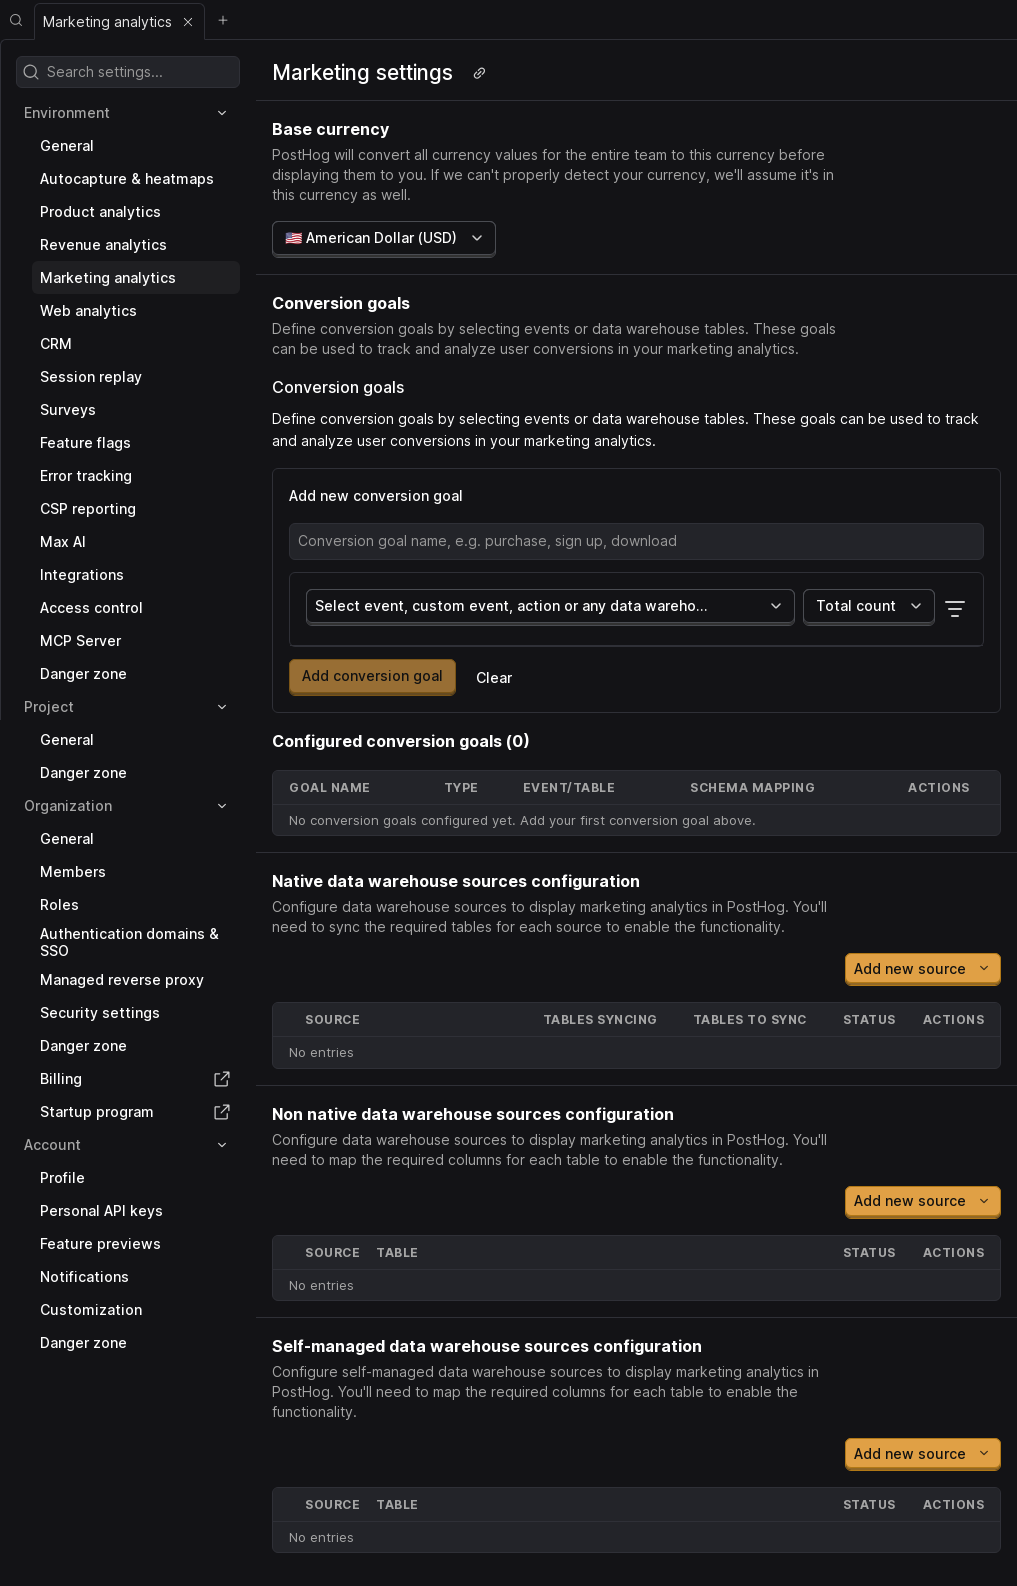 Marketing analytics
Search settings...
Environment
General
Autocapture & heatmaps
Product analytics
Revenue analytics
Marketing analytics
Web analytics
CRM
Session replay
Surveys
Feature flags
Error tracking
CSP reporting
Max AI
Integrations
Access control
MCP Server
Danger zone
Project
General
Danger zone
Organization
General
Members
Roles
Authentication domains &
SSO
Managed reverse proxy
Security settings
Danger zone
Billing
Startup program
Account
Profile
Personal API keys
Feature previews
Notifications
Customization
Danger zone
Marketing settings
Base currency
PostHog will convert all currency values for the entire team to this currency before
displaying them to you. If we can't properly detect your currency, we'll assume it's in
this currency as well.
🇺🇸 American Dollar (USD)
Conversion goals
Define conversion goals by selecting events or data warehouse tables. These goals
can be used to track and analyze user conversions in your marketing analytics.
Conversion goals
Define conversion goals by selecting events or data warehouse tables. These goals can be used to track
and analyze user conversions in your marketing analytics.
Add new conversion goal
Conversion goal name, e.g. purchase, sign up, download
Select event, custom event, action or any data wareho... Total count
Add conversion goal Clear
Configured conversion goals (0)
GOAL NAME TYPE EVENT/TABLE SCHEMA MAPPING ACTIONS
No conversion goals configured yet. Add your first conversion goal above.
Native data warehouse sources configuration
Configure data warehouse sources to display marketing analytics in PostHog. You'll
need to sync the required tables for each source to enable the functionality.
Add new source
SOURCE TABLES SYNCING TABLES TO SYNC STATUS ACTIONS
No entries
Non native data warehouse sources configuration
Configure data warehouse sources to display marketing analytics in PostHog. You'll
need to map the required columns for each table to enable the functionality.
Add new source
SOURCE TABLE STATUS ACTIONS
No entries
Self-managed data warehouse sources configuration
Configure self-managed data warehouse sources to display marketing analytics in
PostHog. You'll need to map the required columns for each table to enable the
functionality.
Add new source
SOURCE TABLE STATUS ACTIONS
No entries